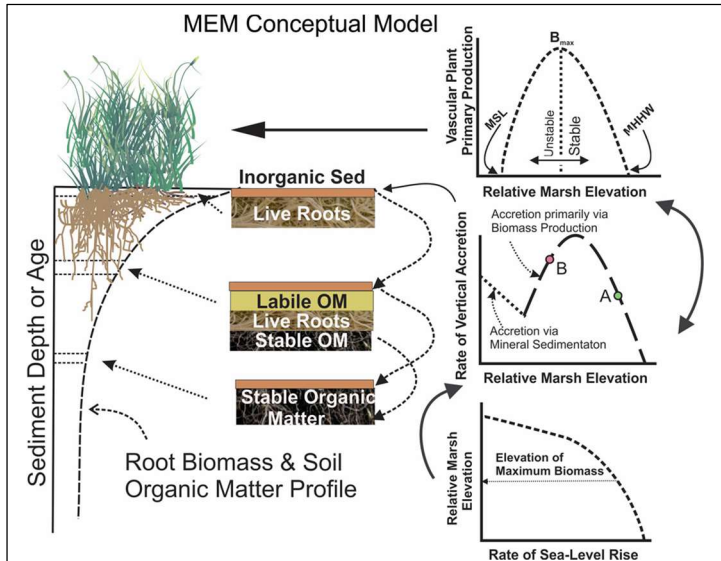 MEM Conceptual Model
Inorganic Sed
Live Roots
Labile OM
Live Roots
Stable OM
Stable Organic
Matter
Sediment Depth or Age
Root Biomass & Soil
Organic Matter Profile
Vascular Plant
Primary Production
Bmax
MSL
Unstable
Stable
MHHW
Relative Marsh Elevation
Rate of Vertical Accretion
Accretion primarily via
Biomass Production
B
A
Accretion via
Mineral Sedimentaton
Relative Marsh Elevation
Relative Marsh
Elevation
Elevation of
Maximum Biomass
Rate of Sea-Level Rise